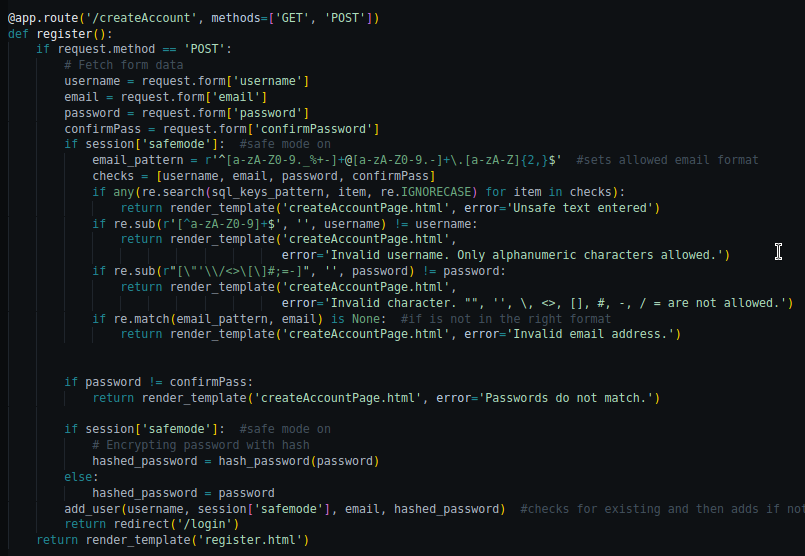 @app.route('/createAccount', methods=['GET', 'POST'])
def register():
    if request.method == 'POST':
        # Fetch form data
        username = request.form['username']
        email = request.form['email']
        password = request.form['password']
        confirmPass = request.form['confirmPassword']
        if session['safemode']:  #safe mode on
            email_pattern = r'^[a-zA-Z0-9._%+-]+@[a-zA-Z0-9.-]+\.[a-zA-Z]{2,}$'  #sets allowed email format
            checks = [username, email, password, confirmPass]
            if any(re.search(sql_keys_pattern, item, re.IGNORECASE) for item in checks):
                return render_template('createAccountPage.html', error='Unsafe text entered')
            if re.sub(r'[^a-zA-Z0-9]+$', '', username) != username:
                return render_template('createAccountPage.html',
                                       error='Invalid username. Only alphanumeric characters allowed.')
            if re.sub(r"[\"'\\/<>\[\]#;=-]", '', password) != password:
                return render_template('createAccountPage.html',
                                       error='Invalid character. "", '', \, <>, [], #, -, / = are not allowed.')
            if re.match(email_pattern, email) is None:  #if is not in the right format
                return render_template('createAccountPage.html', error='Invalid email address.')
        if password != confirmPass:
            return render_template('createAccountPage.html', error='Passwords do not match.')
        if session['safemode']:  #safe mode on
            # Encrypting password with hash
            hashed_password = hash_password(password)
        else:
            hashed_password = password
        add_user(username, session['safemode'], email, hashed_password)  #checks for existing and then adds if not
        return redirect('/login')
    return render_template('register.html')